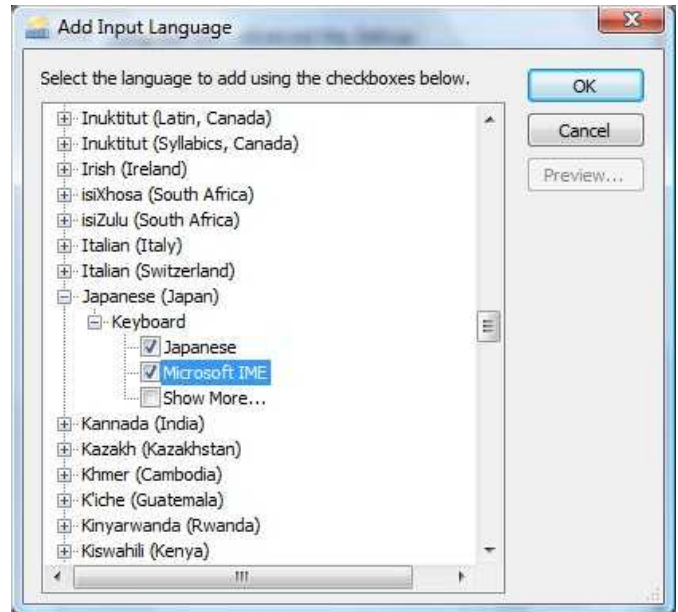 Add Input Language
Select the language to add using the checkboxes below.
OK
Cancel
Preview...
Inuktitut (Latin, Canada)
Inuktitut (Syllabics, Canada)
Irish (Ireland)
isiXhosa (South Africa)
isiZulu (South Africa)
Italian (Italy)
Italian (Switzerland)
Japanese (Japan)
Keyboard
Japanese
Microsoft IME
Show More...
Kannada (India)
Kazakh (Kazakhstan)
Khmer (Cambodia)
K'iche (Guatemala)
Kinyarwanda (Rwanda)
Kiswahili (Kenya)